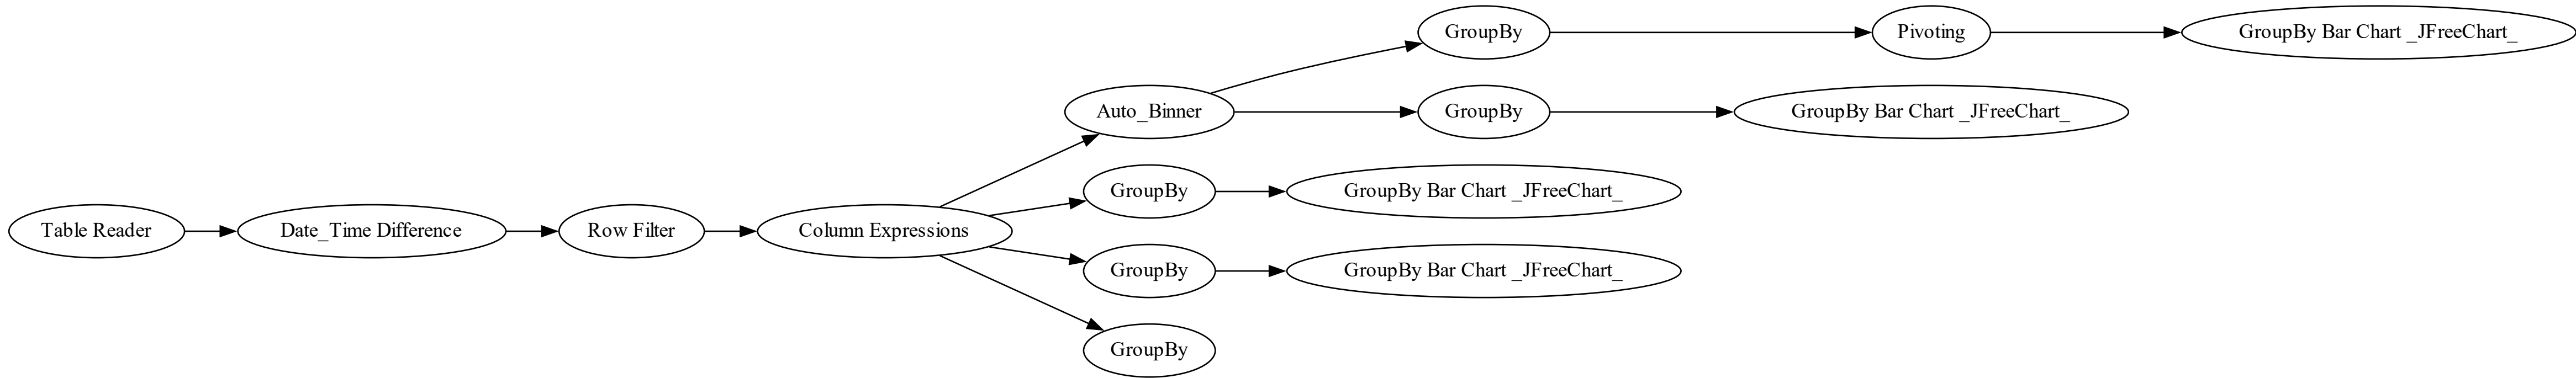 GroupBy
Pivoting
GroupBy Bar Chart _JFreeChart_
Auto_Binner
GroupBy
GroupBy Bar Chart _JFreeChart_
GroupBy
GroupBy Bar Chart _JFreeChart_
Table Reader
Date_Time Difference
Row Filter
Column Expressions
GroupBy
GroupBy Bar Chart _JFreeChart_
GroupBy